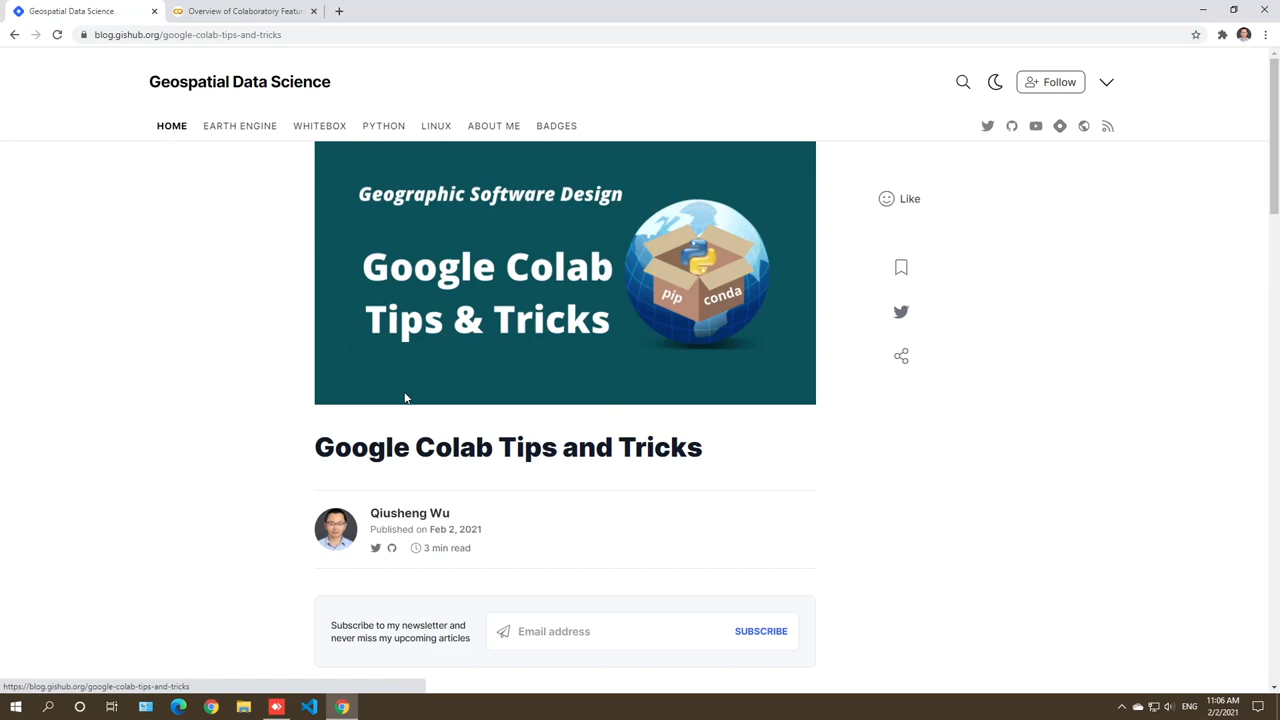 Geospatial Data Science
Overview of Colaboratory Featu
blog.gishub.org/google-colab-tips-and-tricks
Geospatial Data Science
Follow
HOME EARTH ENGINE WHITEBOX PYTHON LINUX ABOUT ME BADGES
Geographic Software Design
Google Colab
Tips & Tricks
pip conda
Like
Google Colab Tips and Tricks
Qiusheng Wu
Published on Feb 2, 2021
3 min read
Subscribe to my newsletter and
never miss my upcoming articles
Email address
SUBSCRIBE
https://blog.gishub.org/google-colab-tips-and-tricks
ENG
11:06 AM
2/2/2021